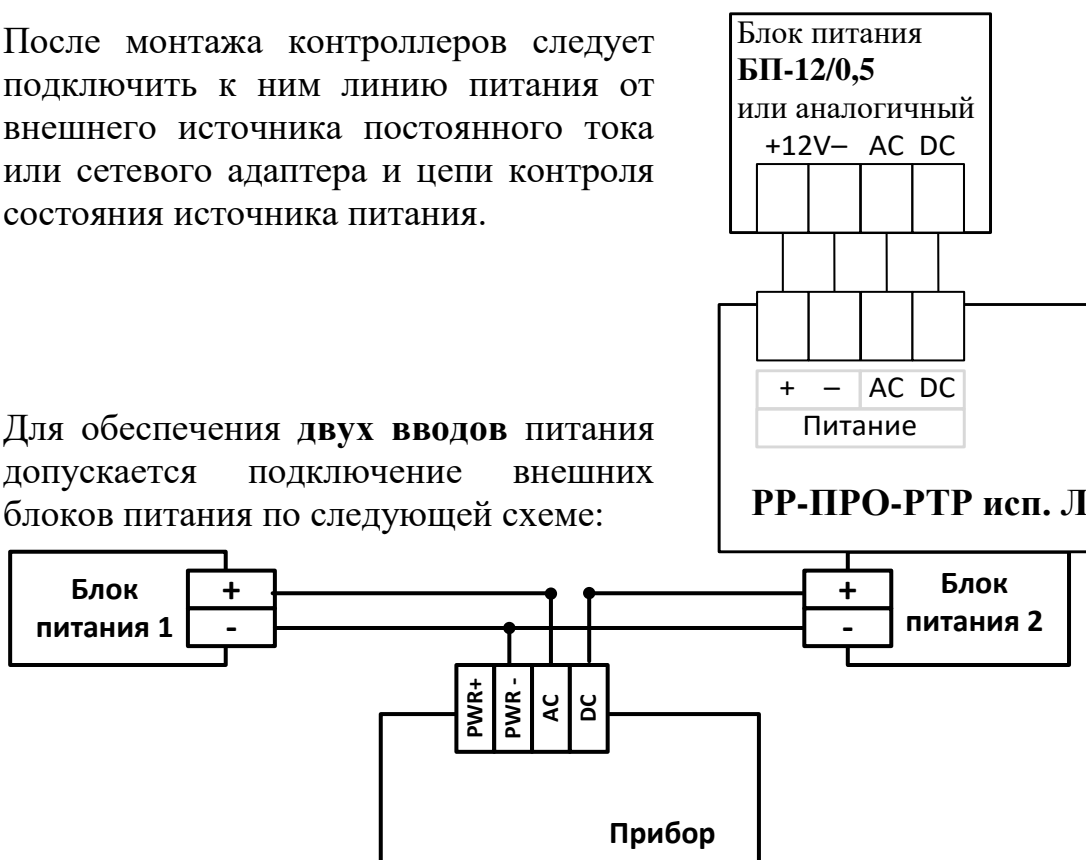 После монтажа контроллеров следует
подключить к ним линию питания от
внешнего источника постоянного тока
или сетевого адаптера и цепи контроля
состояния источника питания.
Блок питания
БП-12/0,5
или аналогичный
+12V– AC DC
+ – AC DC
Питание
РР-ПРО-РТР исп. Л
Для обеспечения двух вводов питания
допускается подключение внешних
блоков питания по следующей схеме:
Блок
питания 1
+
-
+
-
Блок
питания 2
PWR+
PWR -
AC
DC
Прибор